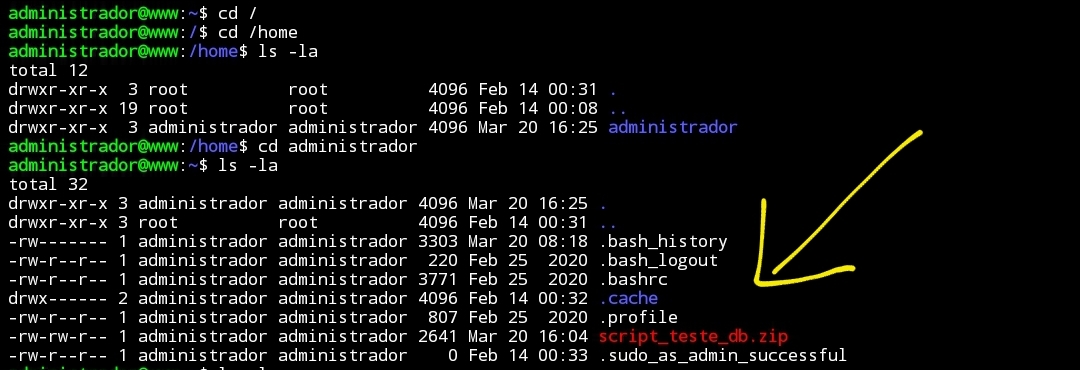 administrador@www:~$ cd /
administrador@www:/$ cd /home
administrador@www:/home$ ls -la
total 12
drwxr-xr-x  3 root          root          4096 Feb 14 00:31 .
drwxr-xr-x 19 root          root          4096 Feb 14 00:08 ..
drwxr-xr-x  3 administrador administrador 4096 Mar 20 16:25 administrador
administrador@www:/home$ cd administrador
administrador@www:~$ ls -la
total 32
drwxr-xr-x 3 administrador administrador 4096 Mar 20 16:25 .
drwxr-xr-x 3 root          root          4096 Feb 14 00:31 ..
-rw------- 1 administrador administrador 3303 Mar 20 08:18 .bash_history
-rw-r--r-- 1 administrador administrador  220 Feb 25  2020 .bash_logout
-rw-r--r-- 1 administrador administrador 3771 Feb 25  2020 .bashrc
drwx------ 2 administrador administrador 4096 Feb 14 00:32 .cache
-rw-r--r-- 1 administrador administrador  807 Feb 25  2020 .profile
-rw-rw-r-- 1 administrador administrador 2641 Mar 20 16:04 script_teste_db.zip
-rw-r--r-- 1 administrador administrador    0 Feb 14 00:33 .sudo_as_admin_successful